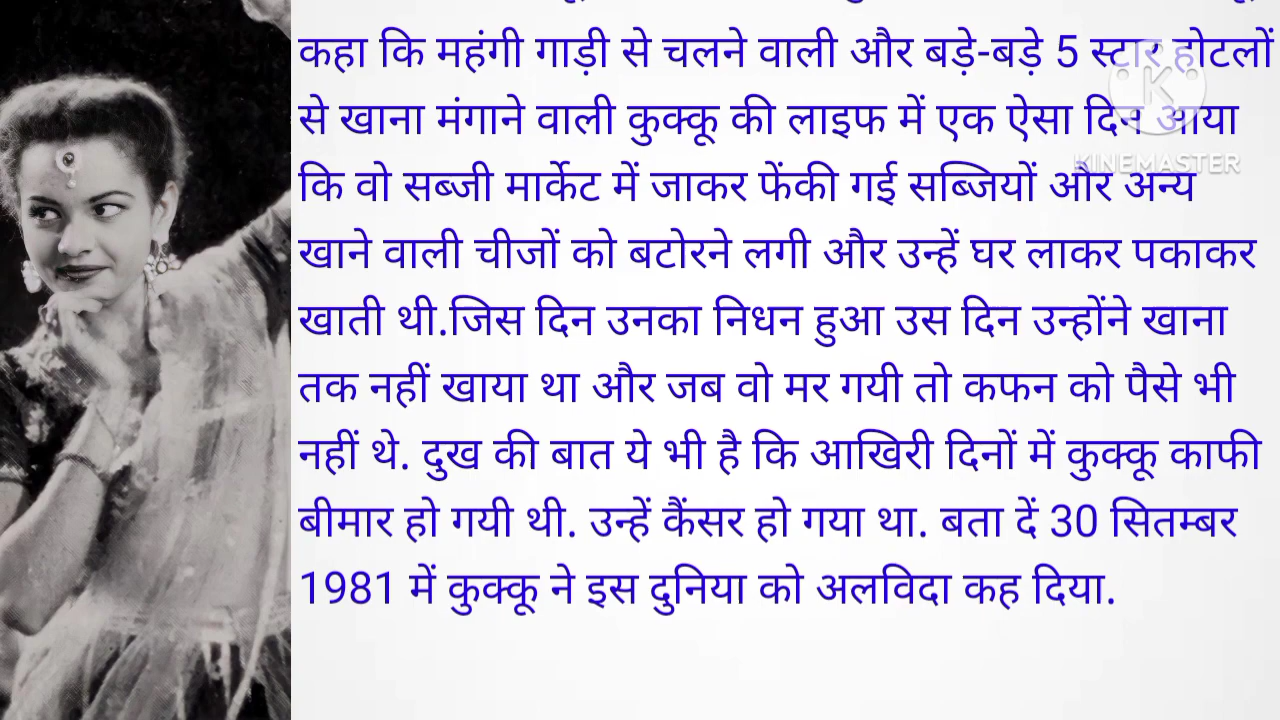 कहा कि महंगी गाड़ी से चलने वाली और बड़े-बड़े 5 स्टार होटलों
से खाना मंगाने वाली कुक्कू की लाइफ में एक ऐसा दिन आया
कि वो सब्जी मार्केट में जाकर फेंकी गई सब्जियों और अन्य
खाने वाली चीजों को बटोरने लगी और उन्हें घर लाकर पकाकर
खाती थी.जिस दिन उनका निधन हुआ उस दिन उन्होंने खाना
तक नहीं खाया था और जब वो मर गयी तो कफन को पैसे भी
नहीं थे. दुख की बात ये भी है कि आखिरी दिनों में कुक्कू काफी
बीमार हो गयी थी. उन्हें कैंसर हो गया था. बता दें 30 सितम्बर
1981 में कुक्कू ने इस दुनिया को अलविदा कह दिया.
K
KINEMASTER